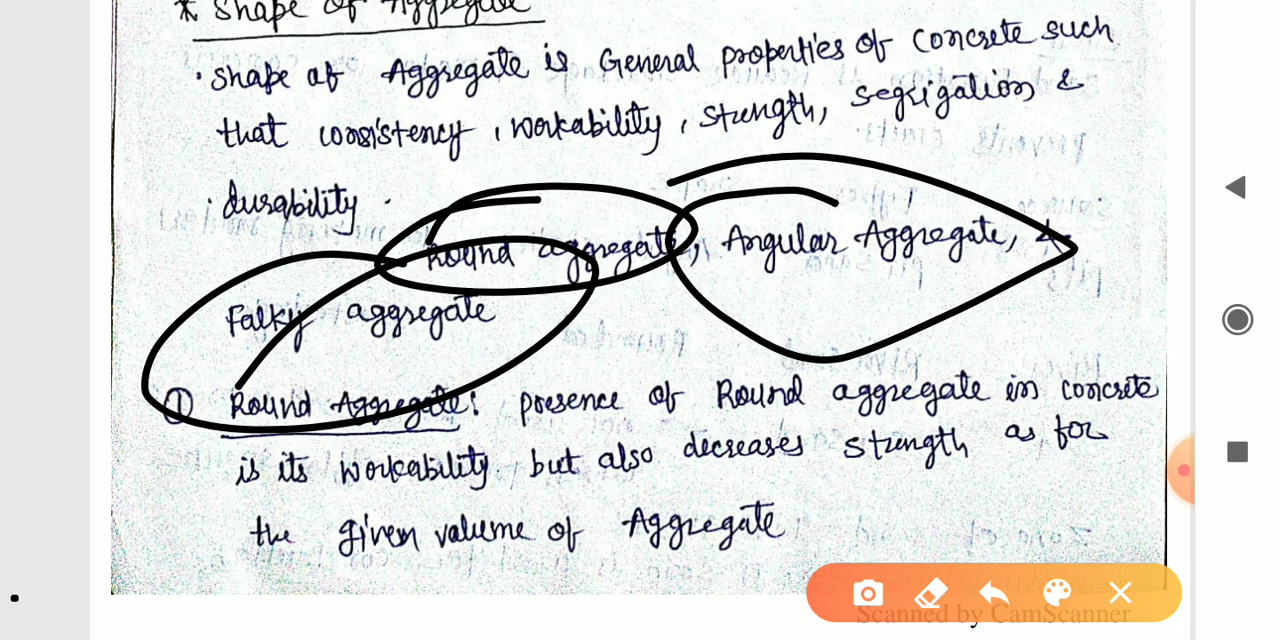 * Shape of Aggregate
· Shape of Aggregate is General properties of Concrete such
that consistency, workability, strength, segrigation &
· durability.
Round aggregate, Angular Aggregate, &
Falky aggregate
① Round Aggregate: presence of Round aggregate in concrete
is its workability but also decreases strength as for
the given volume of Aggregate
Scanned by CamScanner